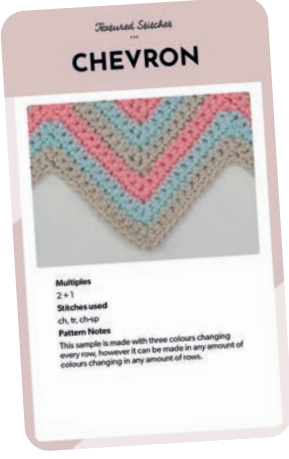 Textured Stitches
CHEVRON
Multiples
2 + 1
Stitches used
ch, tr, ch-sp
Pattern Notes
This sample is made with three colours changing
every row, however it can be made in any amount of
colours changing in any amount of rows.